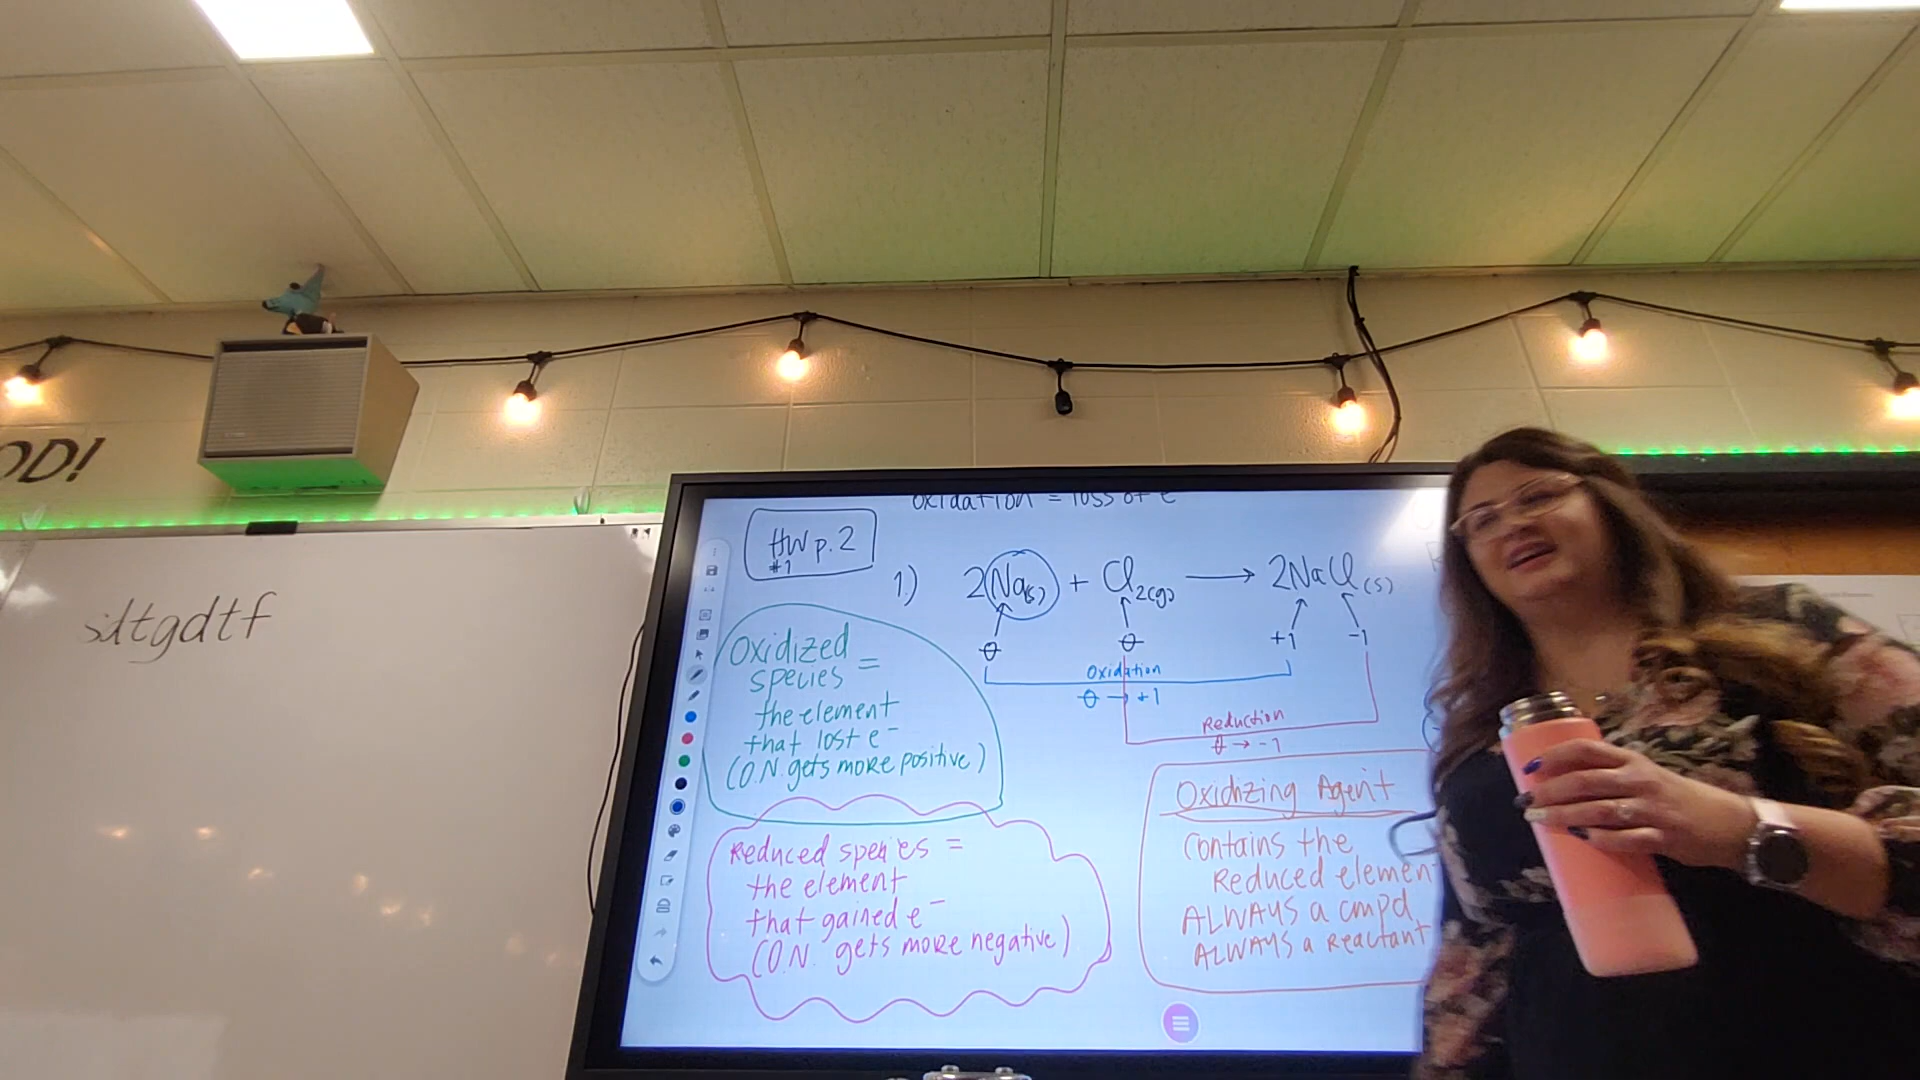 OD!
sdtgdtf
Oxidation = loss of e
HW p. 2
#1
1.) 2Na(s) + Cl2(g) → 2NaCl(s)
0 0 +1 -1
Oxidation
0 → +1
Reduction
0 → -1
Oxidized
species =
the element
that lost e-
(O.N. gets more positive)
Reduced species =
the element
that gained e-
(O.N. gets more negative)
Oxidizing Agent
Contains the
Reduced elemen
ALWAYS a cmpd
ALWAYS a Reactant